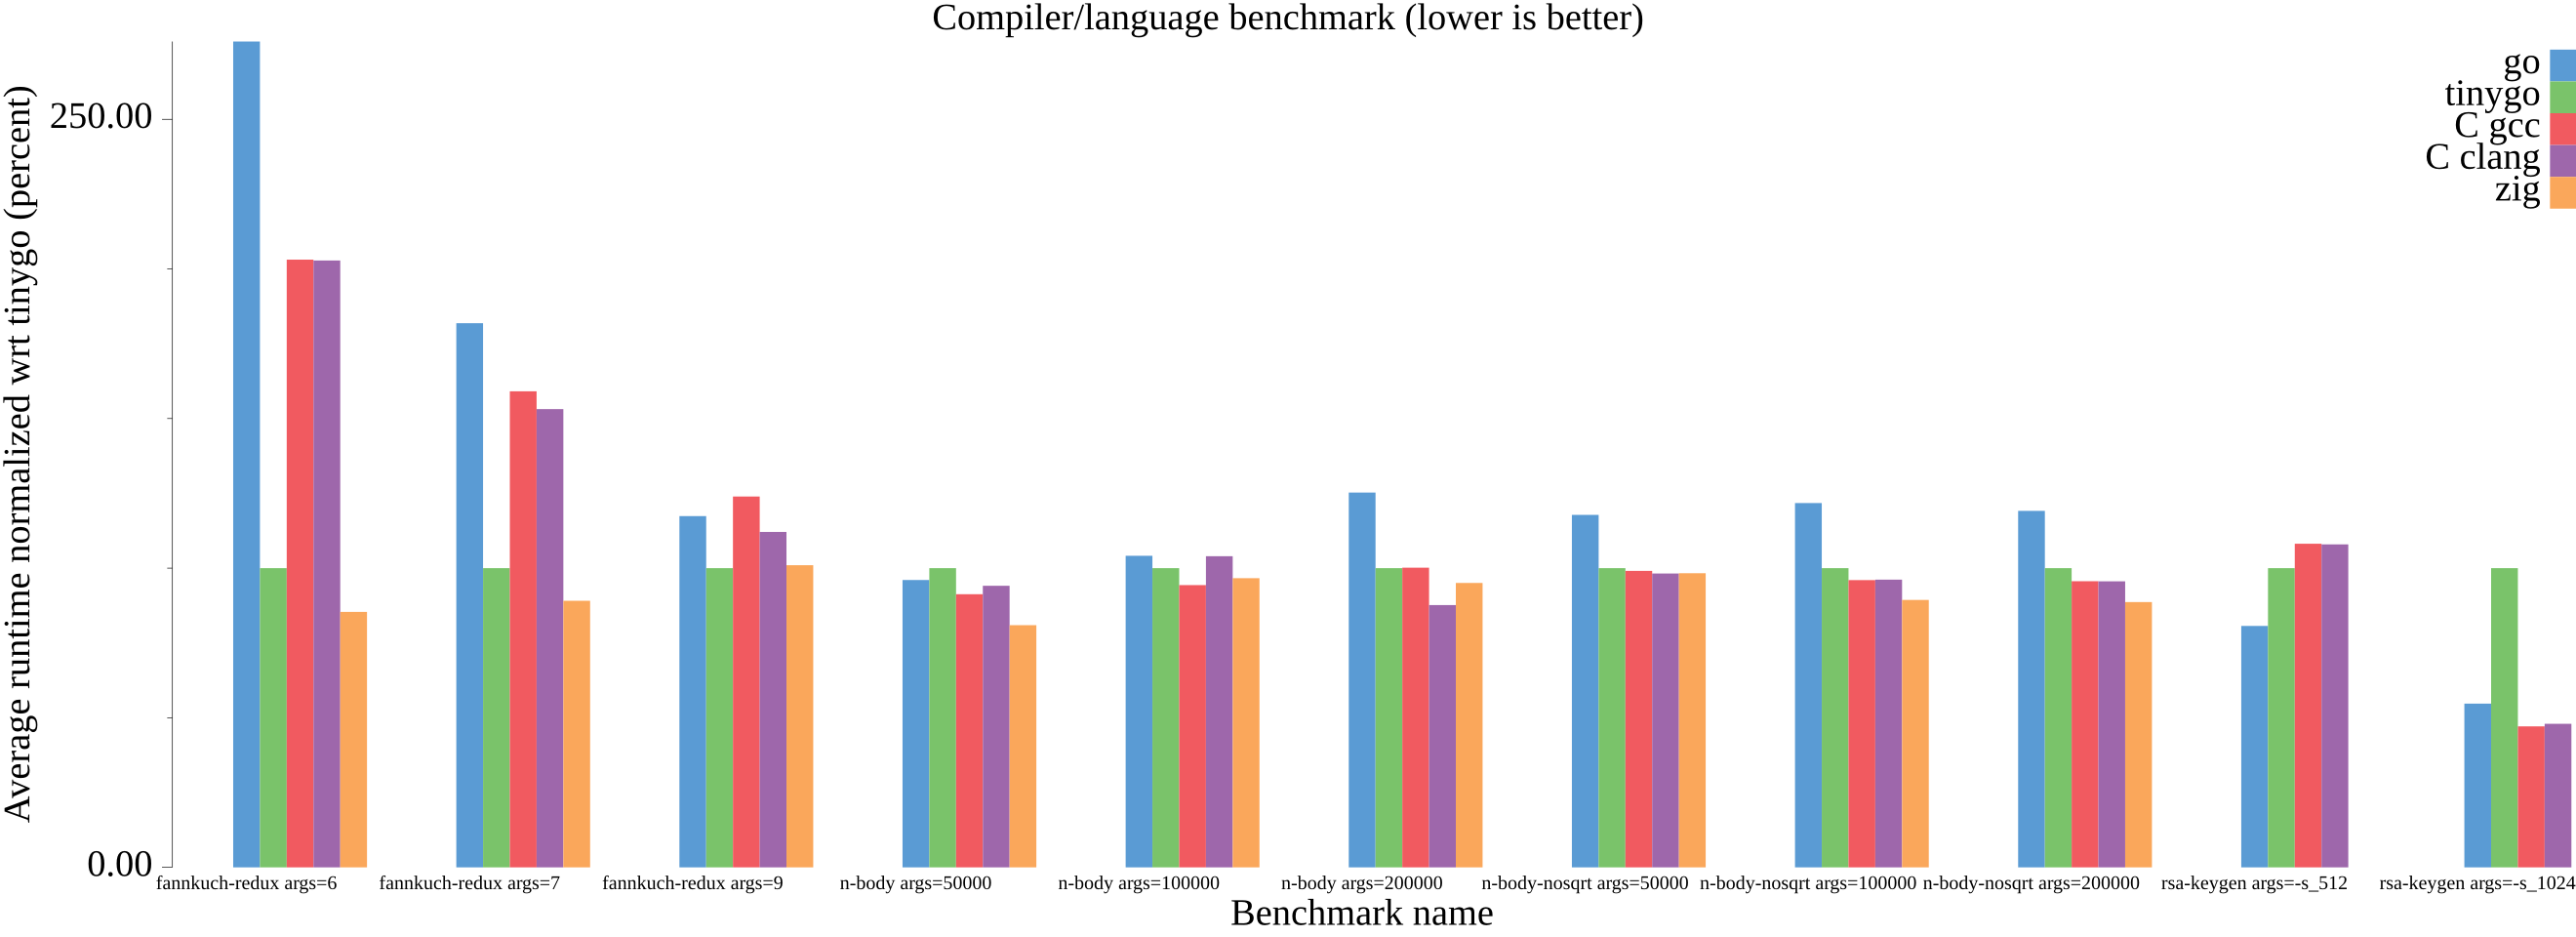 Compiler/language benchmark (lower is better)
Average runtime normalized wrt tinygo (percent)
250.00
0.00
go
tinygo
C gcc
C clang
zig
fannkuch-redux args=6
fannkuch-redux args=7
fannkuch-redux args=9
n-body args=50000
n-body args=100000
n-body args=200000
n-body-nosqrt args=50000
n-body-nosqrt args=100000
n-body-nosqrt args=200000
rsa-keygen args=-s_512
rsa-keygen args=-s_1024
Benchmark name